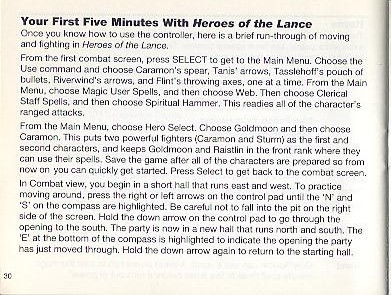 Your First Five Minutes With Heroes of the Lance
Once you know how to use the controller, here is a brief run-through of moving
and fighting in Heroes of the Lance.
From the first combat screen, press SELECT to get to the Main Menu. Choose the
Use command and choose Caramon's spear, Tanis' arrows, Tasslehoff's pouch of
bullets, Riverwind's arrows, and Flint's throwing axes, one at a time. From the Main
Menu, choose Magic User Spells, and then choose Web. Then choose Clerical
Staff Spells, and then choose Spiritual Hammer. This readies all of the character's
ranged attacks.
From the Main Menu, choose Hero Select. Choose Goldmoon and then choose
Caramon. This puts two powerful fighters (Caramon and Sturm) as the first and
second characters, and keeps Goldmoon and Raistlin in the front rank where they
can use their spells. Save the game after all of the characters are prepared so from
now on you can quickly get started. Press Select to get back to the combat screen.
In Combat view, you begin in a short hall that runs east and west. To practice
moving around, press the right or left arrows on the control pad until the 'N' and
'S' on the compass are highlighted. Be careful not to fall into the pit on the right
side of the screen. Hold the down arrow on the control pad to go through the
opening to the south. The party is now in a new hall that runs north and south. The
'E' at the bottom of the compass is highlighted to indicate the opening the party
has just moved through. Hold the down arrow again to return to the starting hall.
30